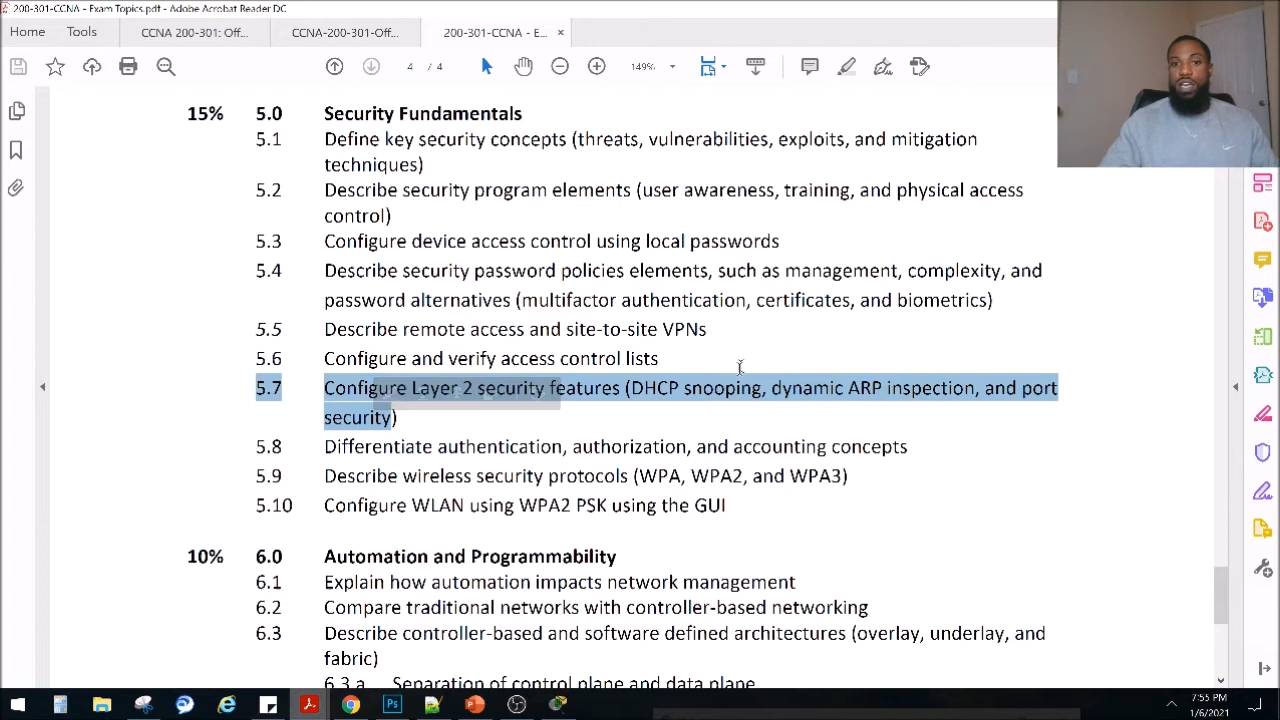 200-301-CCNA - Exam Topics.pdf - Adobe Acrobat Reader DC
Home Tools CCNA 200-301: Off... CCNA-200-301-Off... 200-301-CCNA - E... ×
4 / 4 149%
15% 5.0 Security Fundamentals
5.1 Define key security concepts (threats, vulnerabilities, exploits, and mitigation
techniques)
5.2 Describe security program elements (user awareness, training, and physical access
control)
5.3 Configure device access control using local passwords
5.4 Describe security password policies elements, such as management, complexity, and
password alternatives (multifactor authentication, certificates, and biometrics)
5.5 Describe remote access and site-to-site VPNs
5.6 Configure and verify access control lists
5.7 Configure Layer 2 security features (DHCP snooping, dynamic ARP inspection, and port
security)
5.8 Differentiate authentication, authorization, and accounting concepts
5.9 Describe wireless security protocols (WPA, WPA2, and WPA3)
5.10 Configure WLAN using WPA2 PSK using the GUI
10% 6.0 Automation and Programmability
6.1 Explain how automation impacts network management
6.2 Compare traditional networks with controller-based networking
6.3 Describe controller-based and software defined architectures (overlay, underlay, and
fabric)
6.3.a Separation of control plane and data plane
7:55 PM
1/6/2021